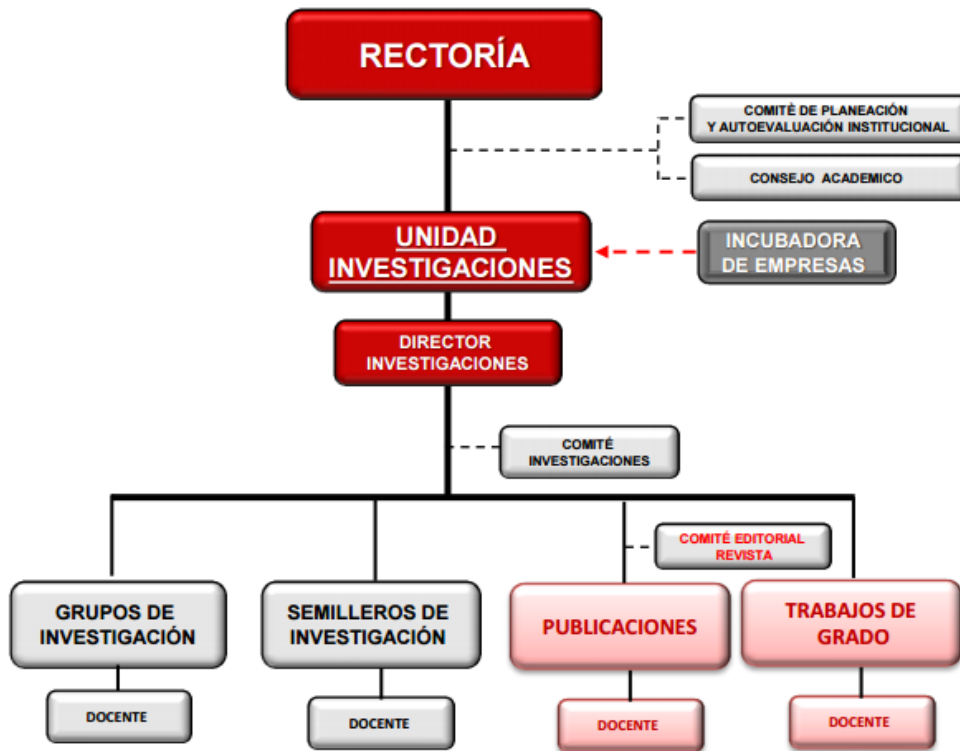 RECTORÍA
COMITÈ DE PLANEACIÓN
Y AUTOEVALUACIÓN INSTITUCIONAL
CONSEJO ACADEMICO
UNIDAD
INVESTIGACIONES
INCUBADORA
DE EMPRESAS
DIRECTOR
INVESTIGACIONES
COMITÉ
INVESTIGACIONES
COMITÉ EDITORIAL
REVISTA
GRUPOS DE
INVESTIGACIÓN
SEMILLEROS DE
INVESTIGACIÓN
PUBLICACIONES
TRABAJOS DE
GRADO
DOCENTE
DOCENTE
DOCENTE
DOCENTE